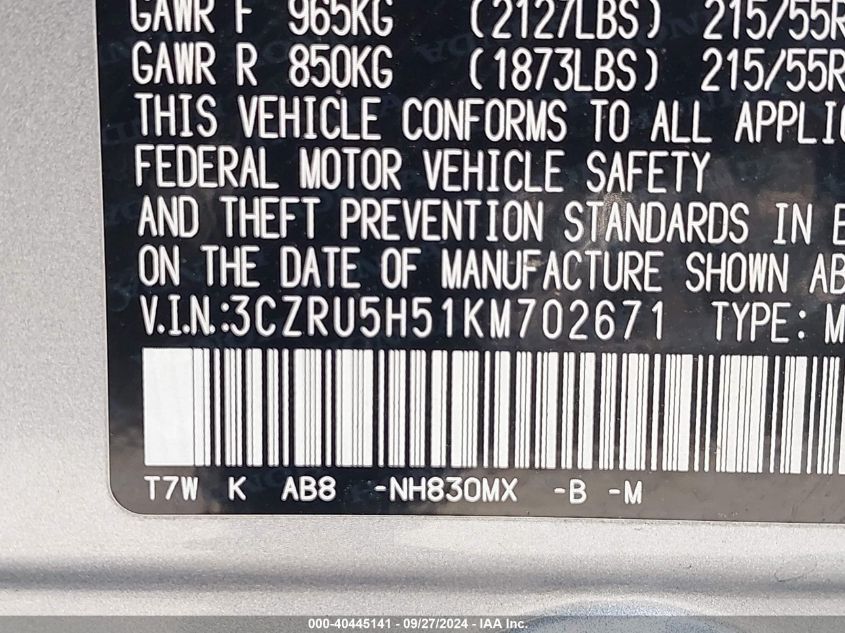 GAWR F 965KG (2127LBS) 215/55R
GAWR R 850KG (1873LBS) 215/55R
THIS VEHICLE CONFORMS TO ALL APPLIC
FEDERAL MOTOR VEHICLE SAFETY
AND THEFT PREVENTION STANDARDS IN E
ON THE DATE OF MANUFACTURE SHOWN AB
V.I.N.:3CZRU5H51KM702671 TYPE: M
T7W K AB8 -NH830MX -B -M
000-40445141 - 09/27/2024 - IAA Inc.